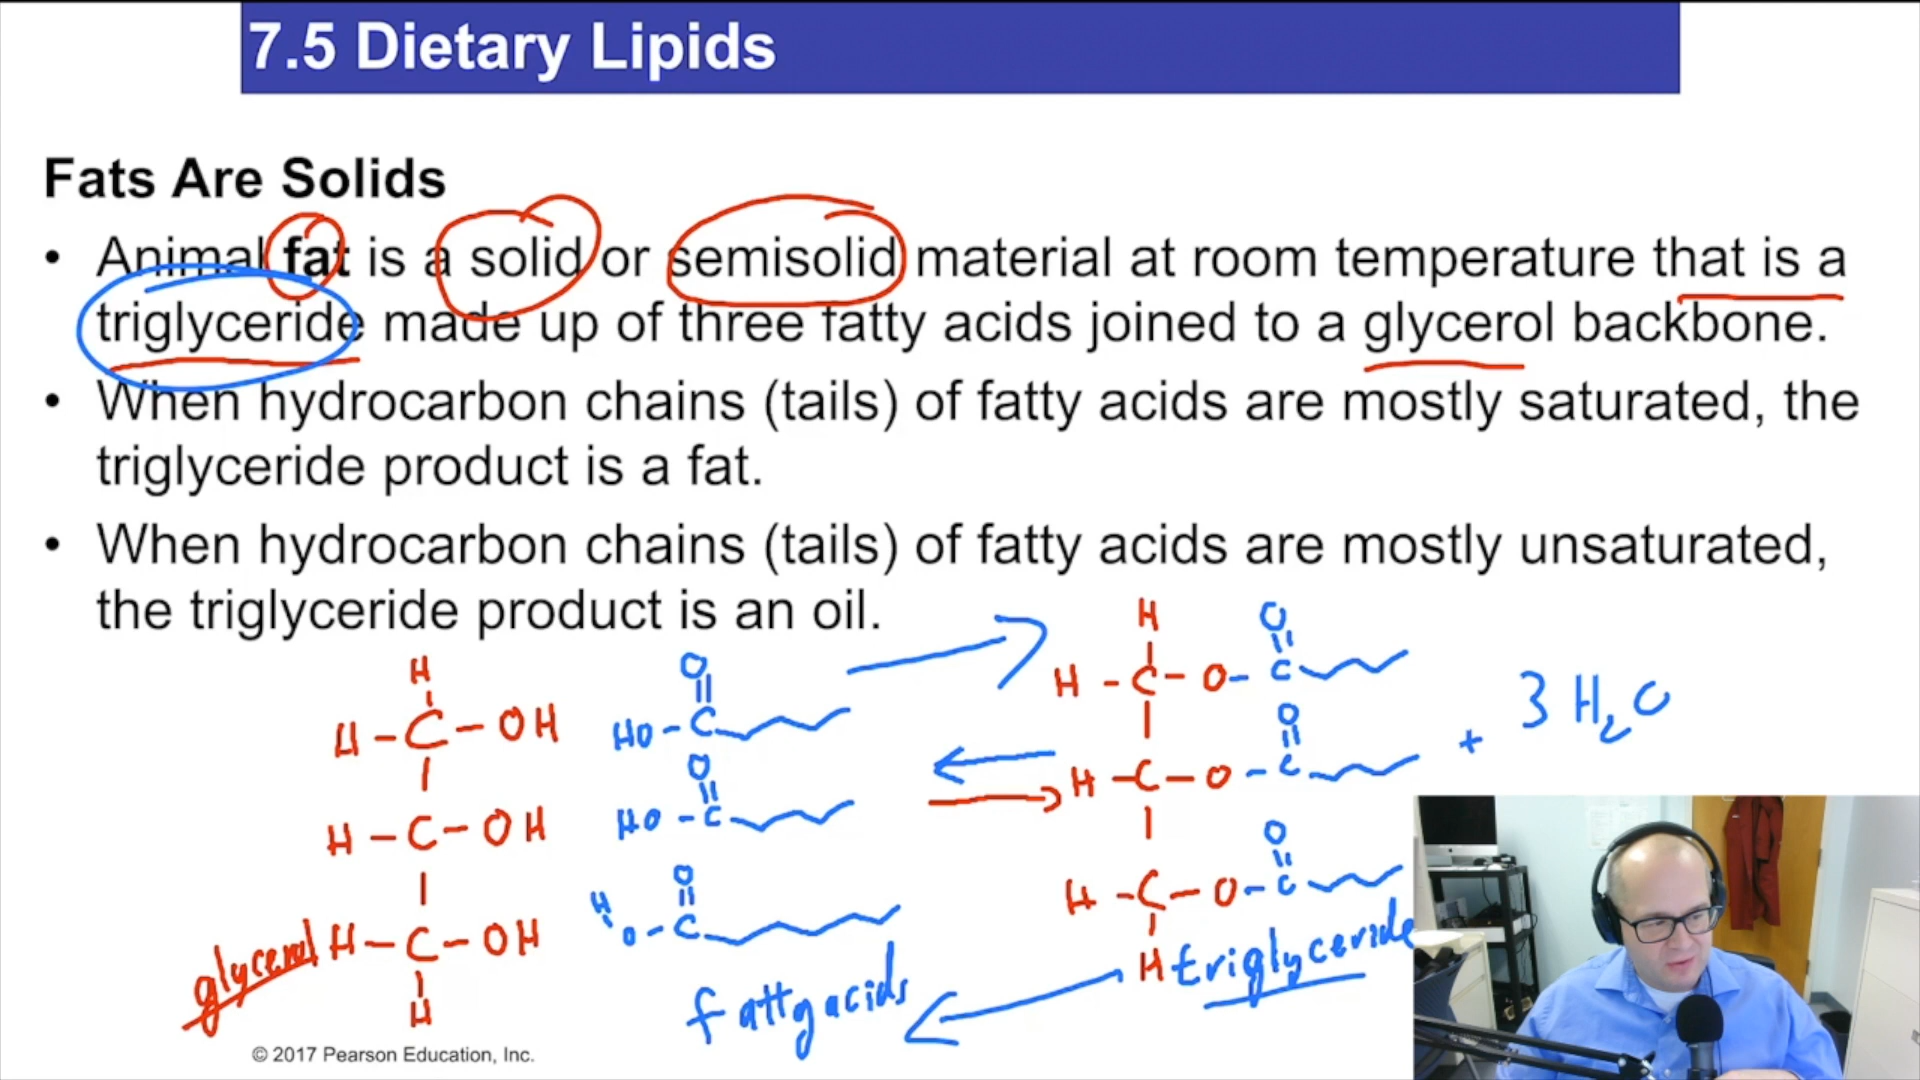 7.5 Dietary Lipids
Fats Are Solids
• Animal fat is a solid or semisolid material at room temperature that is a
triglyceride made up of three fatty acids joined to a glycerol backbone.
• When hydrocarbon chains (tails) of fatty acids are mostly saturated, the
triglyceride product is a fat.
• When hydrocarbon chains (tails) of fatty acids are mostly unsaturated,
the triglyceride product is an oil.
H
H - C - OH
H - C - OH
H - C - OH
H
glycerol
O
HO - C
O
HO - C
O
H
O - C
fatty acids
H
O
H - C - O - C
O
H - C - O - C
O
H - C - O - C
H
triglyceride
+ 3 H₂O
© 2017 Pearson Education, Inc.